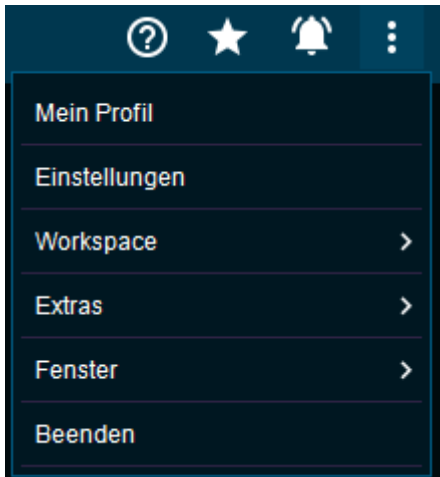 Mein Profil
Einstellungen
Workspace
Extras
Fenster
Beenden